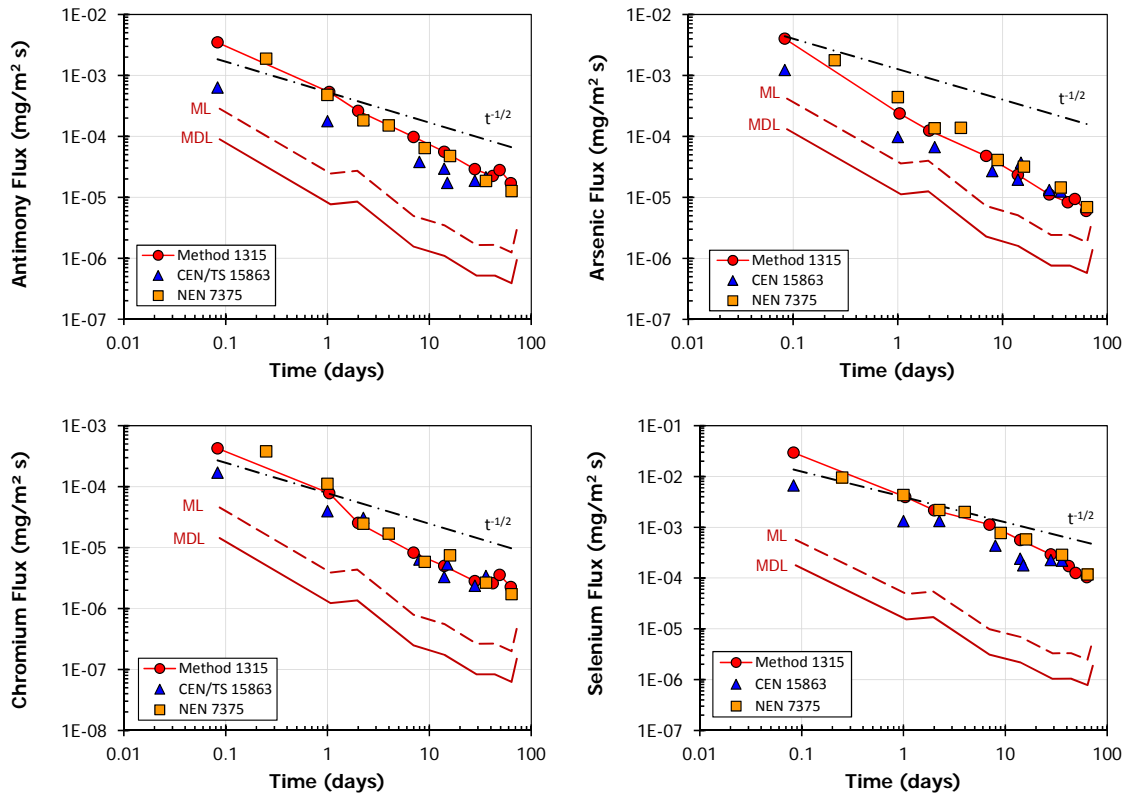 1E-02
1E-03
1E-04
1E-05
1E-06
1E-07
Antimony Flux (mg/m² s)
ML
MDL
t-1/2
Method 1315
CEN/TS 15863
NEN 7375
0.01 0.1 1 10 100
Time (days)
1E-02
1E-03
1E-04
1E-05
1E-06
1E-07
Arsenic Flux (mg/m² s)
ML
MDL
t-1/2
Method 1315
CEN 15863
NEN 7375
0.01 0.1 1 10 100
Time (days)
1E-03
1E-04
1E-05
1E-06
1E-07
1E-08
Chromium Flux (mg/m² s)
ML
MDL
t-1/2
Method 1315
CEN/TS 15863
NEN 7375
0.01 0.1 1 10 100
Time (days)
1E-01
1E-02
1E-03
1E-04
1E-05
1E-06
1E-07
Selenium Flux (mg/m² s)
ML
MDL
t-1/2
Method 1315
CEN 15863
NEN 7375
0.01 0.1 1 10 100
Time (days)